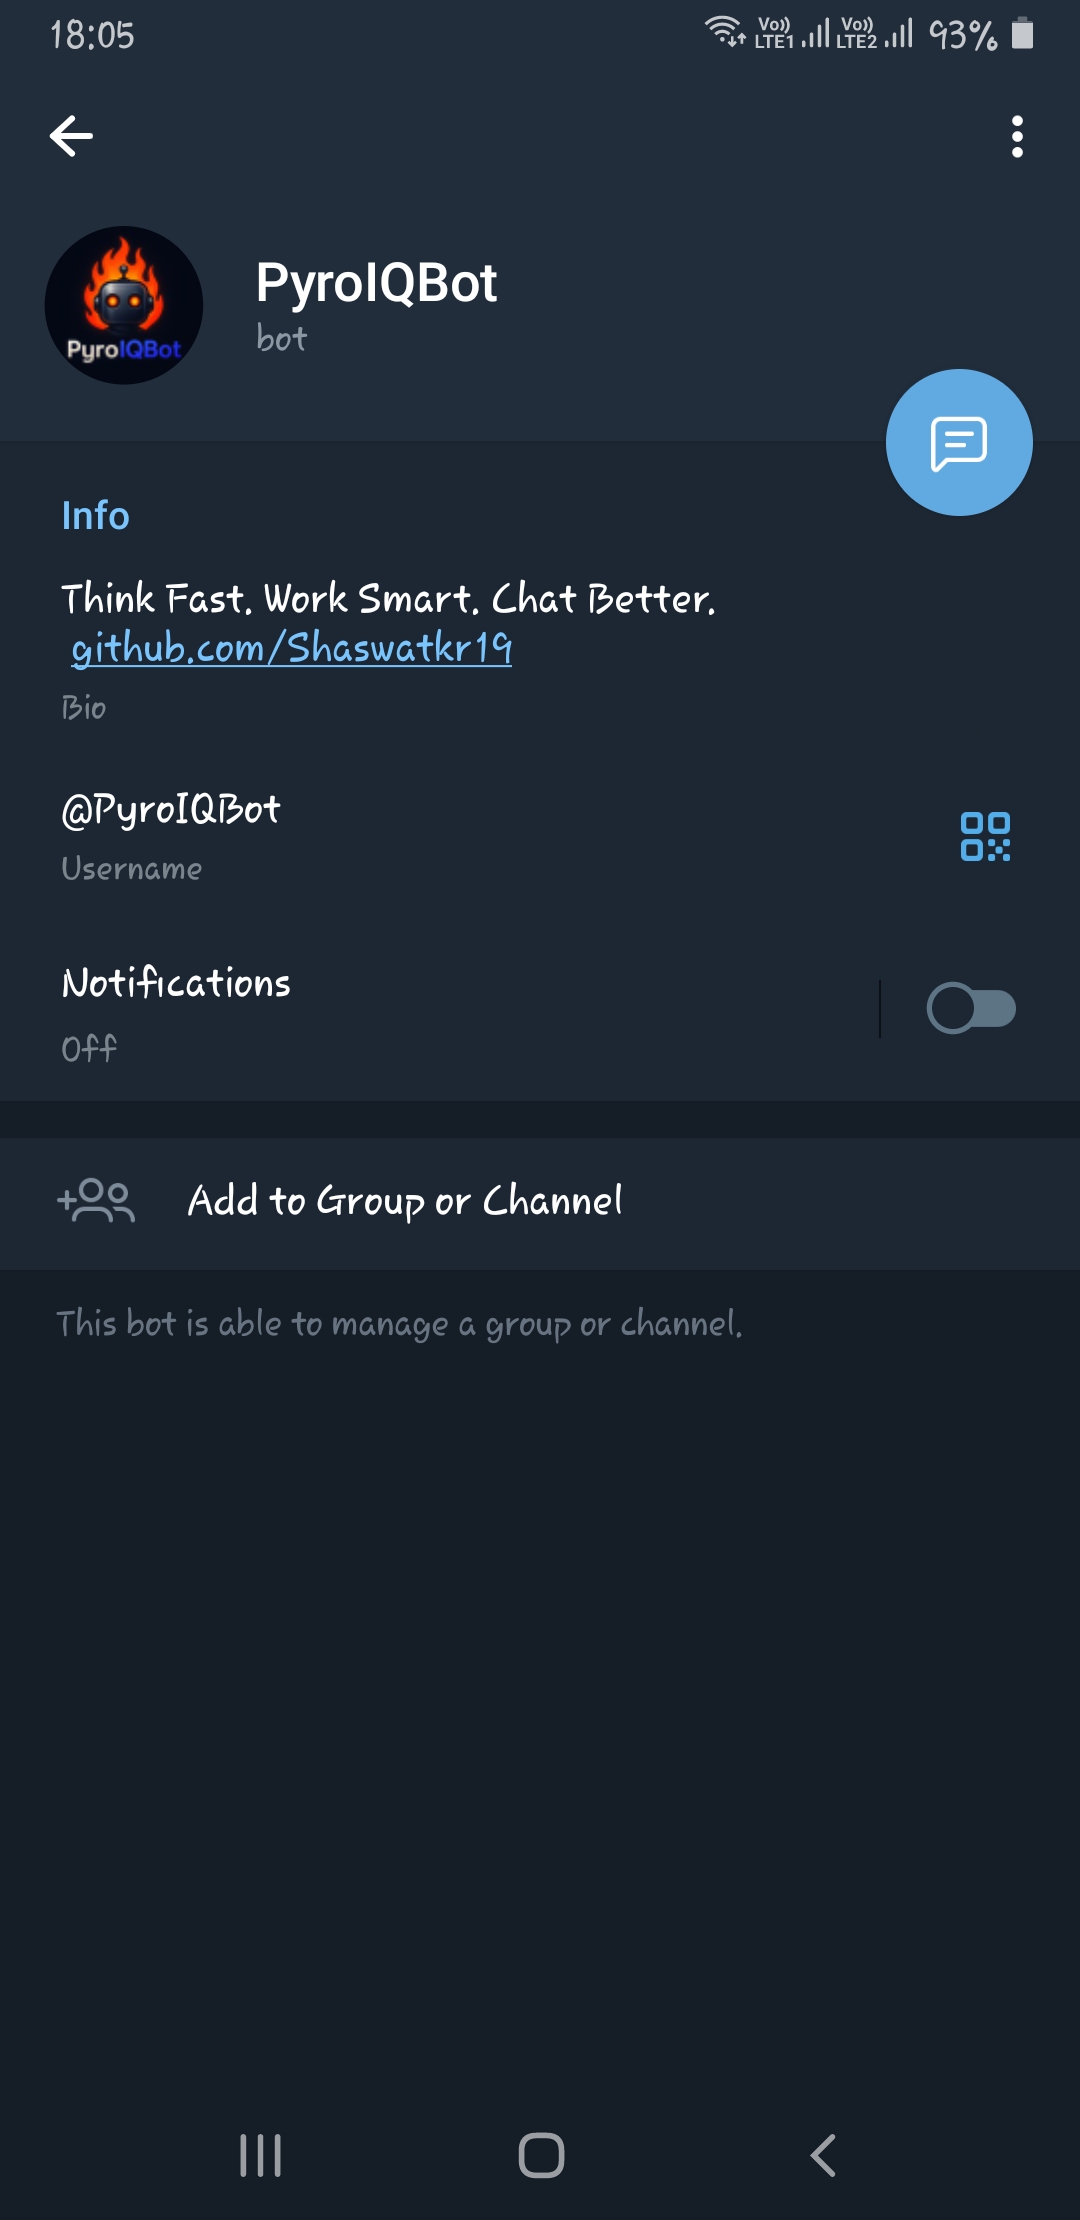 18:05
Vo)) LTE1 Vo)) LTE2 93%
PyroIQBot
PyroIQBot
bot
Info
Think Fast. Work Smart. Chat Better.
github.com/Shaswatkr19
Bio
@PyroIQBot
Username
Notifications
Off
Add to Group or Channel
This bot is able to manage a group or channel.